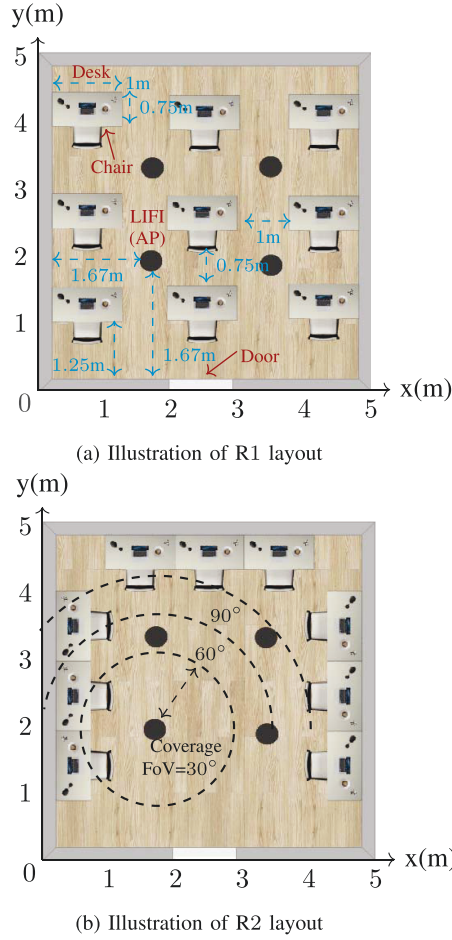 y(m)
5
Desk
1m
4
0.75m
Chair
3
LIFI
(AP)
1m
2
0.75m
1.67m
1
1.67m
Door
1.25m
0
1
2
3
4
5
x(m)
(a) Illustration of R1 layout
y(m)
5
4
90°
3
60°
2
Coverage
FoV=30°
1
0
1
2
3
4
5
x(m)
(b) Illustration of R2 layout